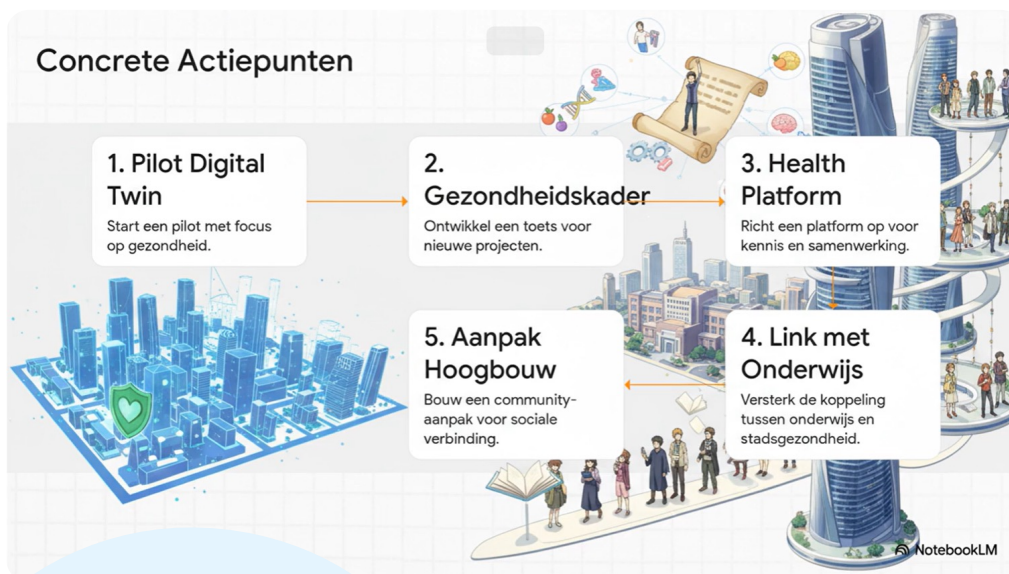 Concrete Actiepunten
1. Pilot Digital
Twin
Start een pilot met focus
op gezondheid.
2.
Gezondheidskader
Ontwikkel een toets voor
nieuwe projecten.
3. Health
Platform
Richt een platform op voor
kennis en samenwerking.
4. Link met
Onderwijs
Versterk de koppeling
tussen onderwijs en
stadsgezondheid.
5. Aanpak
Hoogbouw
Bouw een community-
aanpak voor sociale
verbinding.
NotebookLM